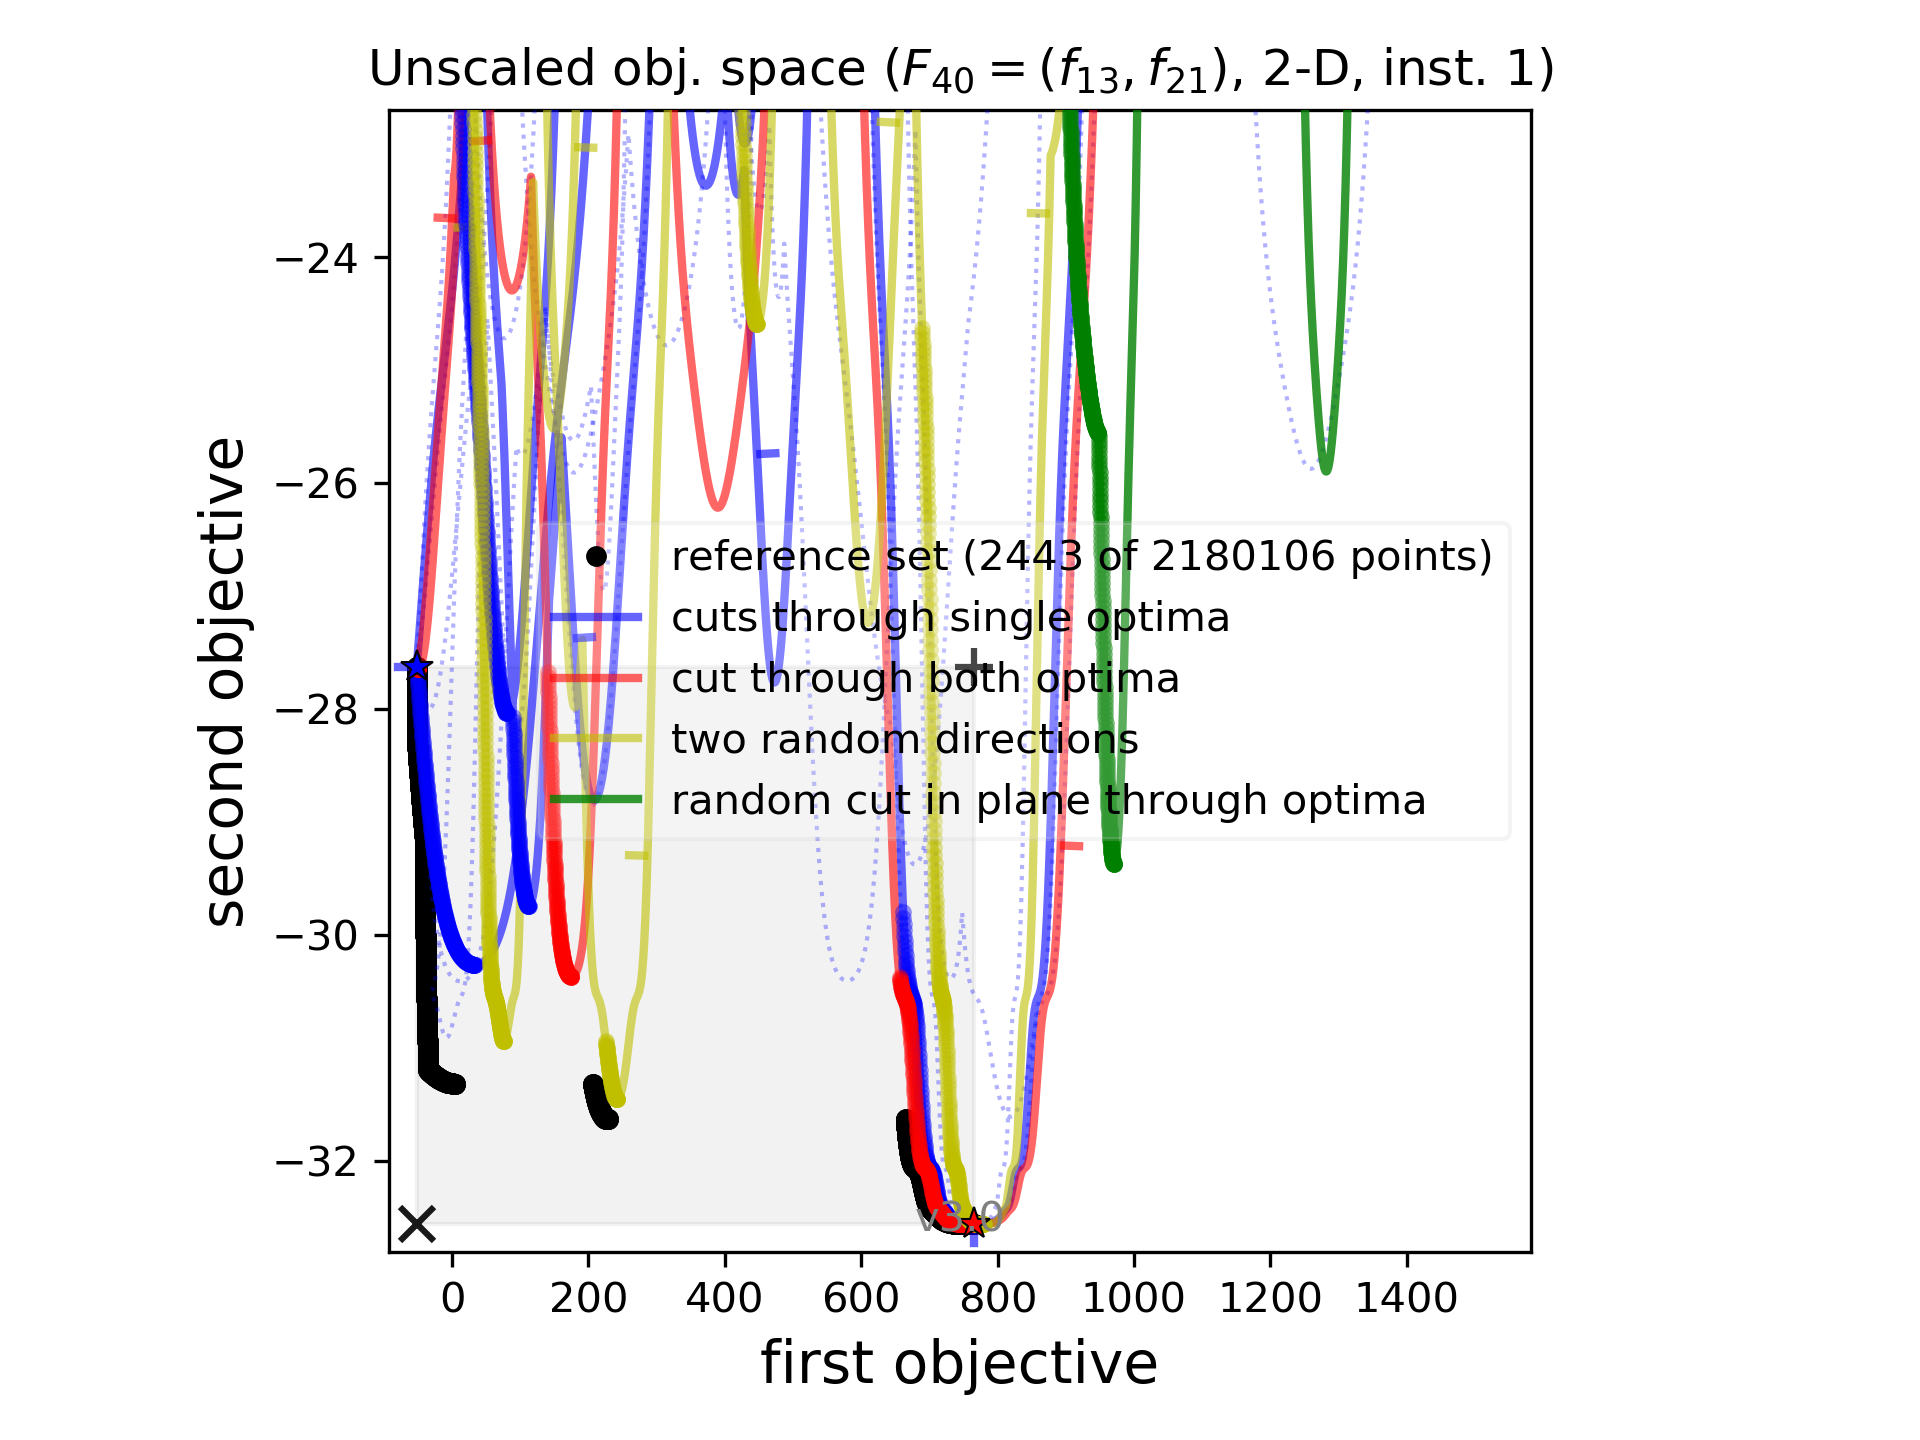 Unscaled obj. space (F₄₀ = (f₁₃, f₂₁), 2-D, inst. 1)
second objective
−24
−26
−28
−30
−32
reference set (2443 of 2180106 points)
cuts through single optima
cut through both optima
two random directions
random cut in plane through optima
v3.0
0 200 400 600 800 1000 1200 1400
first objective